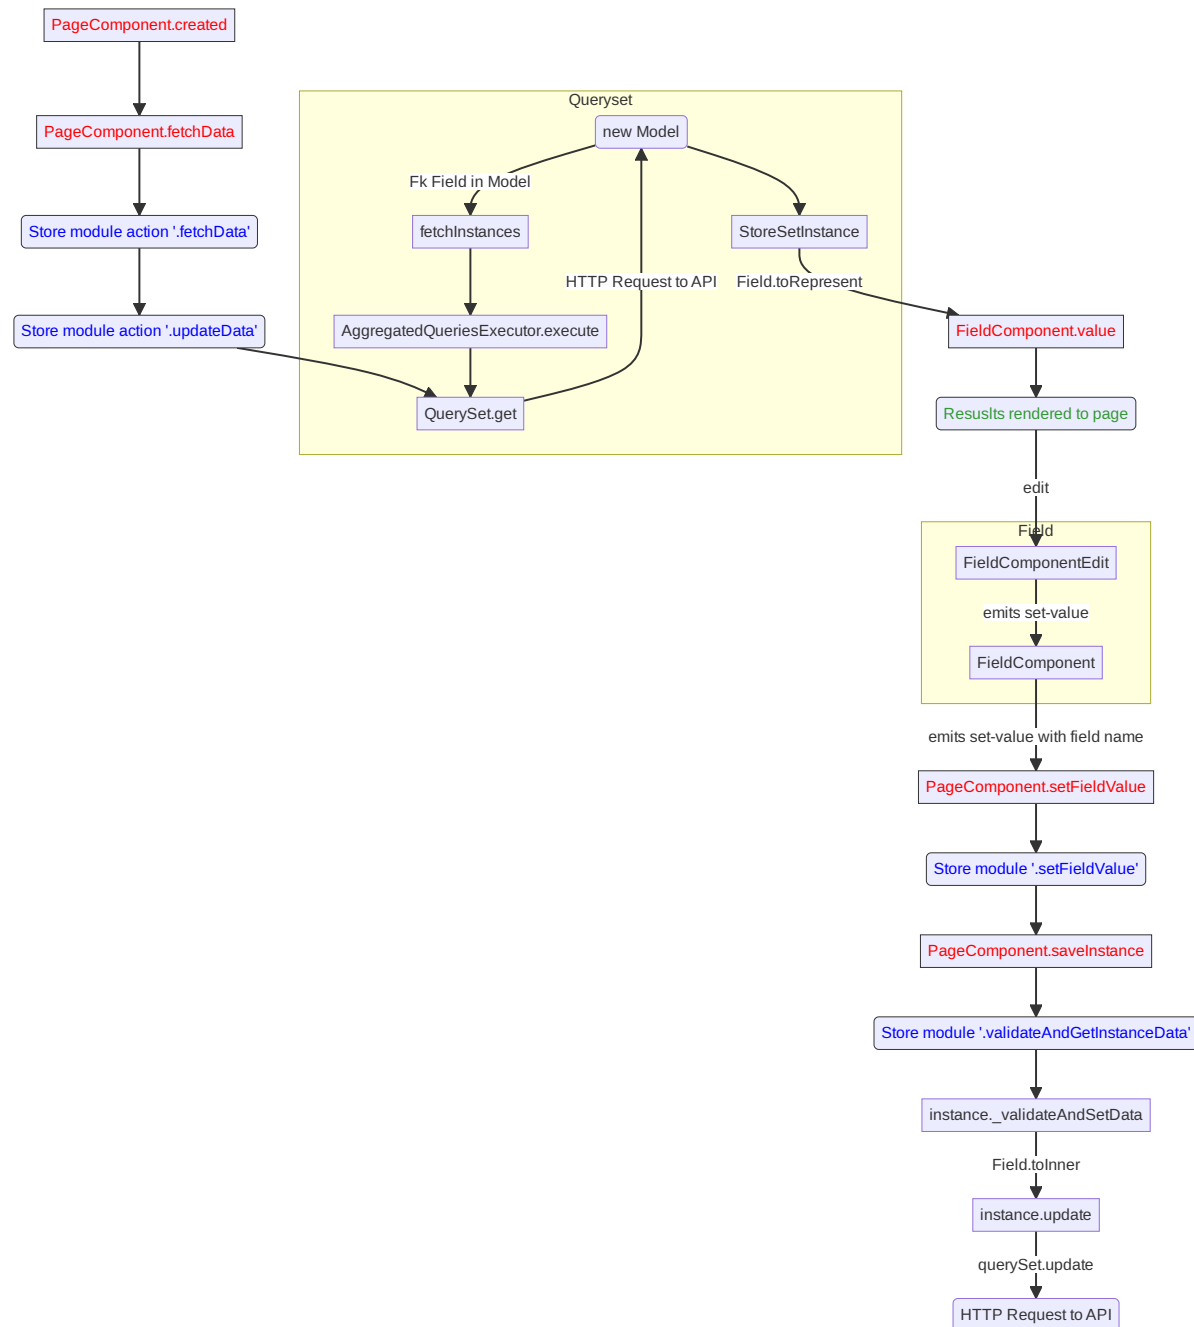 PageComponent.created
PageComponent.fetchData
Store module action '.fetchData'
Store module action '.updateData'
Queryset
new Model
Fk Field in Model
fetchInstances
StoreSetInstance
HTTP Request to API
Field.toRepresent
AggregatedQueriesExecutor.execute
QuerySet.get
FieldComponent.value
Resuslts rendered to page
edit
Field
FieldComponentEdit
emits set-value
FieldComponent
emits set-value with field name
PageComponent.setFieldValue
Store module '.setFieldValue'
PageComponent.saveInstance
Store module '.validateAndGetInstanceData'
instance._validateAndSetData
Field.toInner
instance.update
querySet.update
HTTP Request to API